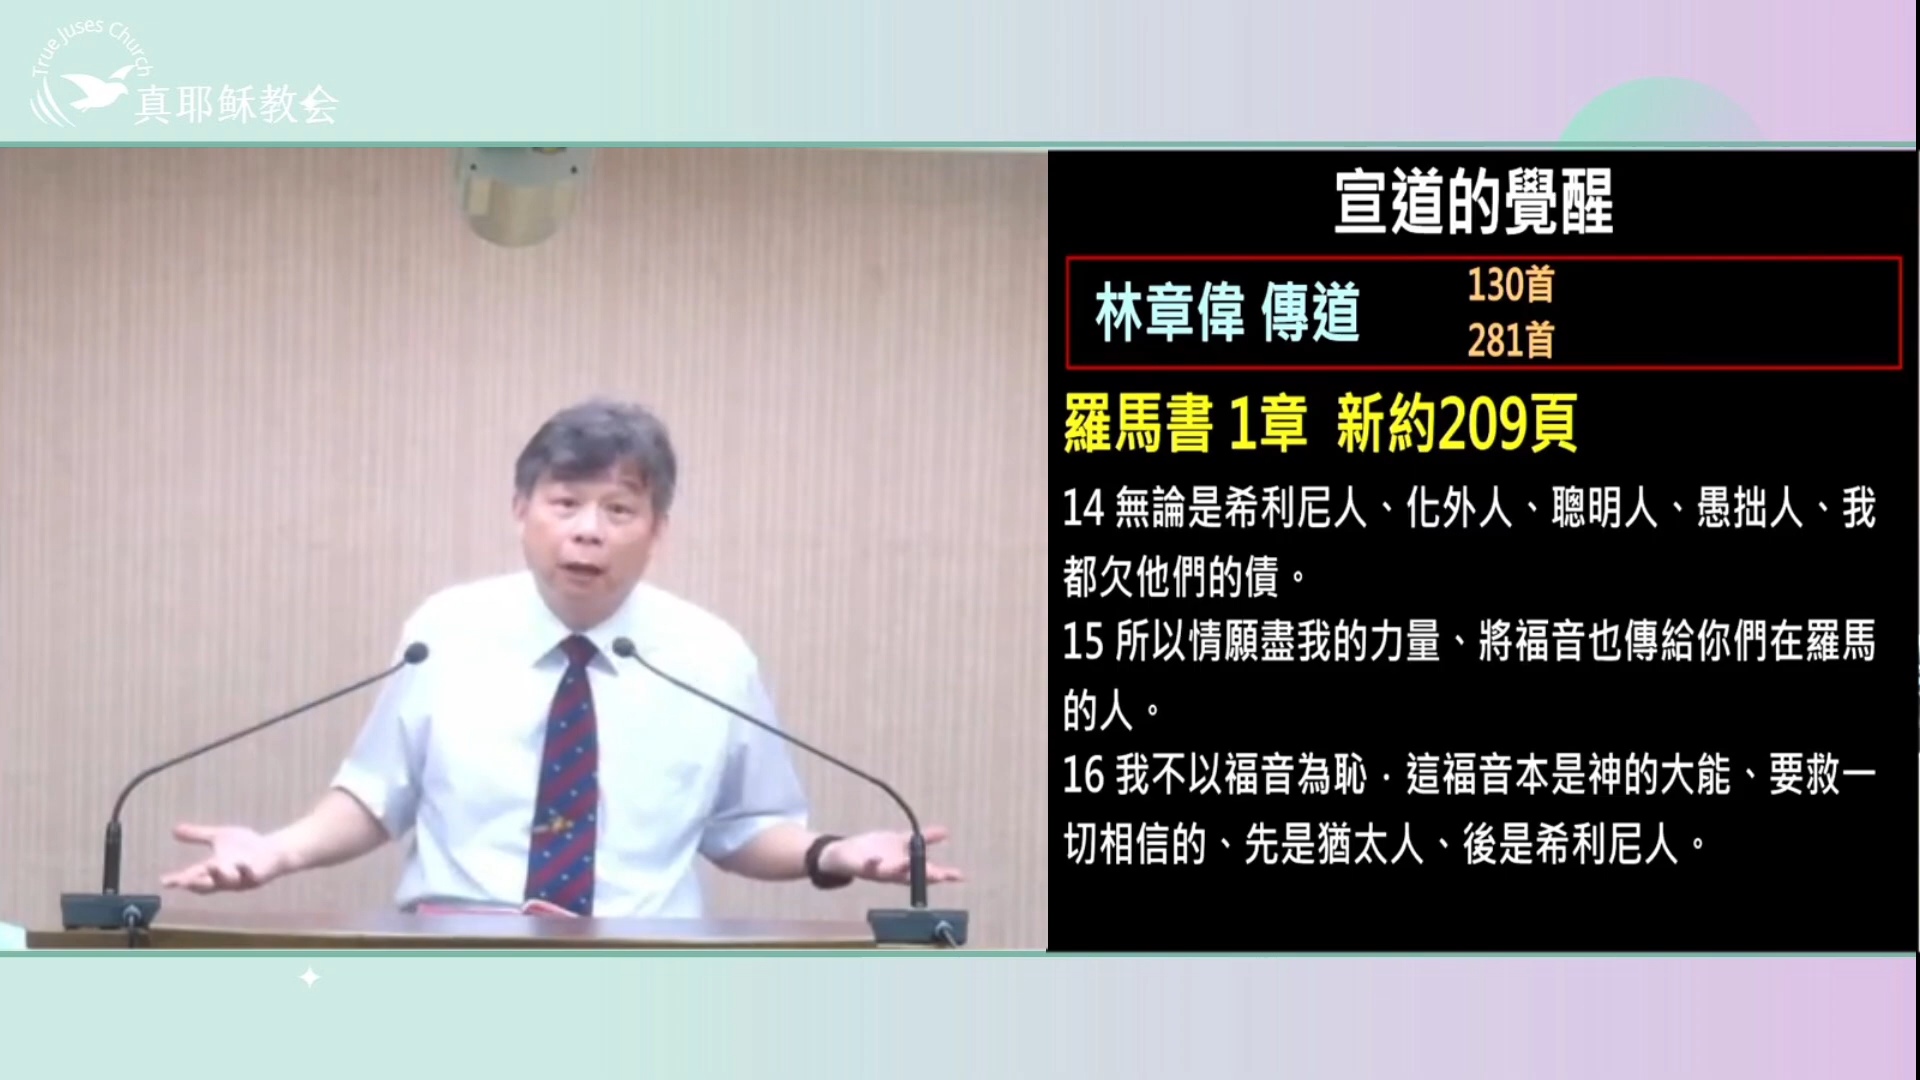 True Juses Church
真耶稣教会
宣道的覺醒
林章偉 傳道
130首
281首
羅馬書 1章 新約209頁
14 無論是希利尼人、化外人、聰明人、愚拙人、我
都欠他們的債。
15 所以情願盡我的力量、將福音也傳給你們在羅馬
的人。
16 我不以福音為恥．這福音本是神的大能、要救一
切相信的、先是猶太人、後是希利尼人。